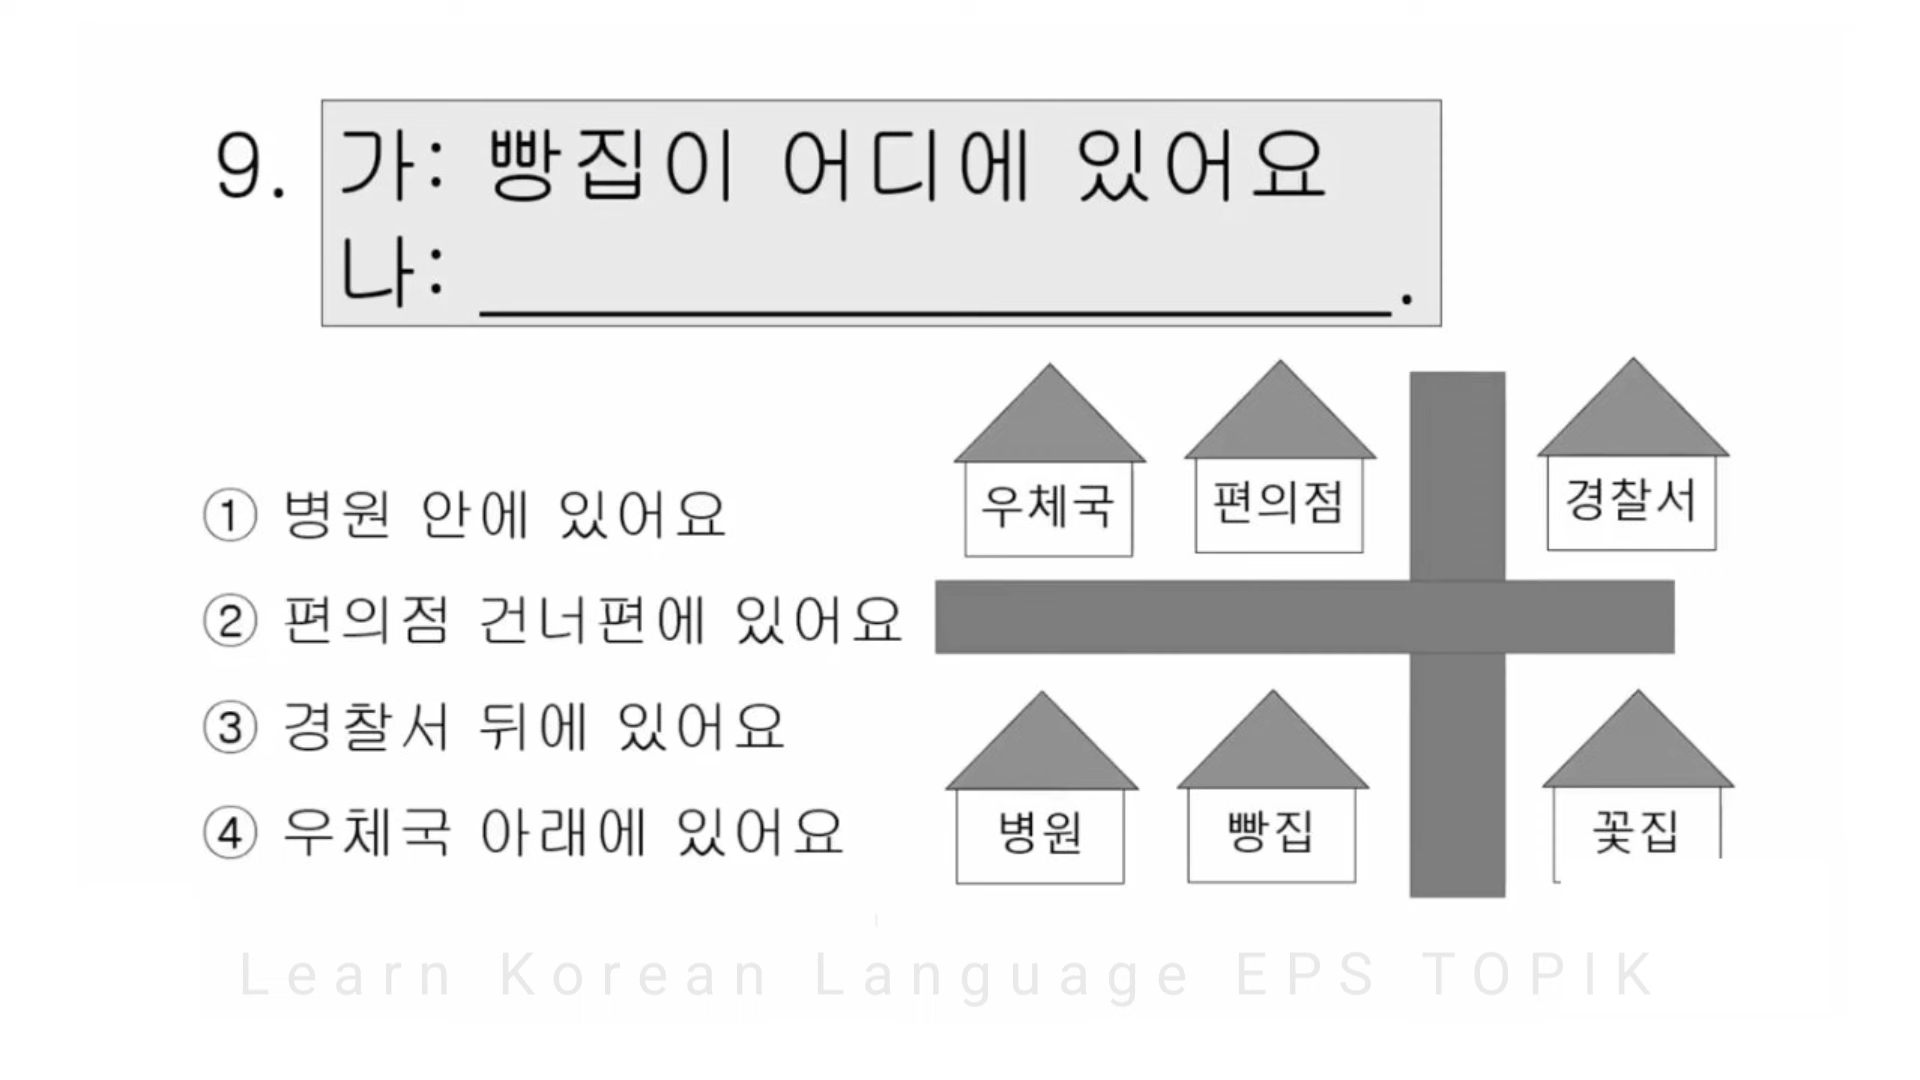 9. 가: 빵집이 어디에 있어요
나: ____________________.
① 병원 안에 있어요
② 편의점 건너편에 있어요
③ 경찰서 뒤에 있어요
④ 우체국 아래에 있어요
우체국 편의점 경찰서
병원 빵집 꽃집
Learn Korean Language EPS TOPIK